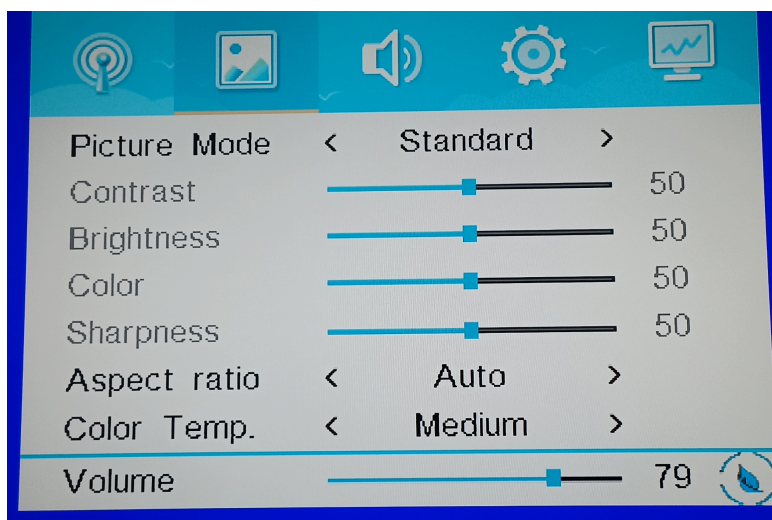 Picture Mode < Standard >
Contrast 50
Brightness 50
Color 50
Sharpness 50
Aspect ratio < Auto >
Color Temp. < Medium >
Volume 79